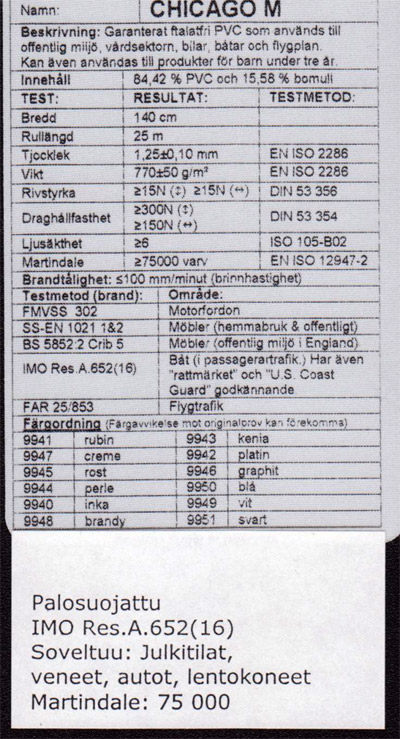 Namn: CHICAGO M
Beskrivning: Garanterat ftalatfri PVC som används till
offentlig miljö, vårdsektorn, bilar, båtar och flygplan.
Kan även användas till produkter för barn under tre år.
Innehåll 84,42 % PVC och 15,58 % bomull
TEST: RESULTAT: TESTMETOD:
Bredd 140 cm
Rullängd 25 m
Tjocklek 1,25±0,10 mm EN ISO 2286
Vikt 770±50 g/m² EN ISO 2286
Rivstyrka ≥15N (↕) ≥15N (↔) DIN 53 356
Draghållfasthet ≥300N (↕) DIN 53 354
≥150N (↔)
Ljusäkthet ≥6 ISO 105-B02
Martindale ≥75000 varv EN ISO 12947-2
Brandtålighet: ≤100 mm/minut (brinnhastighet)
Testmetod (brand): Område:
FMVSS 302 Motorfordon
SS-EN 1021 1&2 Möbler (hemmabruk & offentligt)
BS 5852:2 Crib 5 Möbler (offentlig miljö i England)
IMO Res.A.652(16) Båt (i passagerartrafik.) Har även
"rattmärket" och "U.S. Coast
Guard" godkännande
FAR 25/853 Flygtrafik
Färgordning (Färgavvikelse mot originalprov kan förekomma)
9941 rubin 9943 kenia
9947 creme 9942 platin
9945 rost 9946 graphit
9944 perle 9950 blå
9940 inka 9949 vit
9948 brandy 9951 svart
Palosuojattu
IMO Res.A.652(16)
Soveltuu: Julkitilat,
veneet, autot, lentokoneet
Martindale: 75 000